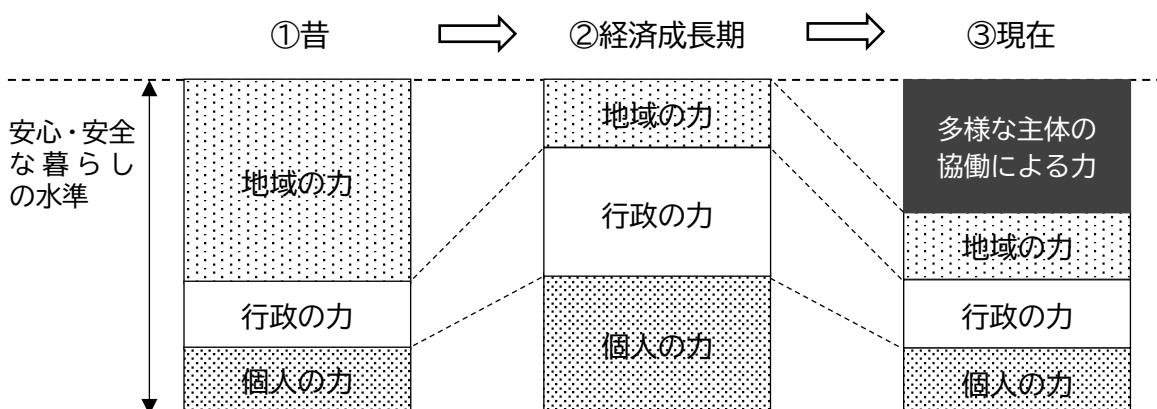 ①昔
②経済成長期
③現在
安心・安全
な暮らし
の水準
地域の力
行政の力
個人の力
地域の力
行政の力
個人の力
多様な主体の
協働による力
地域の力
行政の力
個人の力